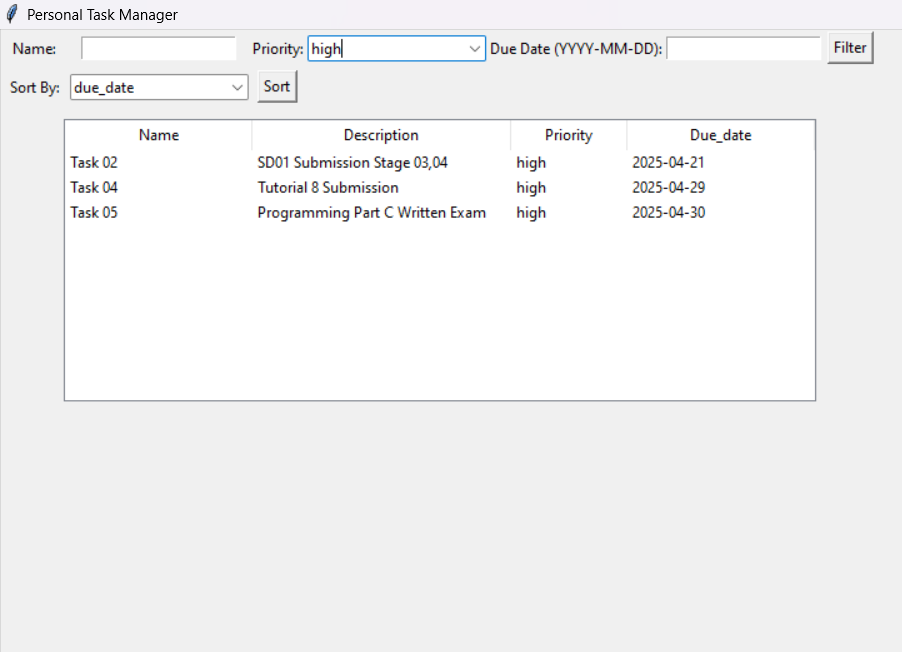 Personal Task Manager
Name: Priority: high Due Date (YYYY-MM-DD): Filter
Sort By: due_date Sort
Name Description Priority Due_date
Task 02 SD01 Submission Stage 03,04 high 2025-04-21
Task 04 Tutorial 8 Submission high 2025-04-29
Task 05 Programming Part C Written Exam high 2025-04-30